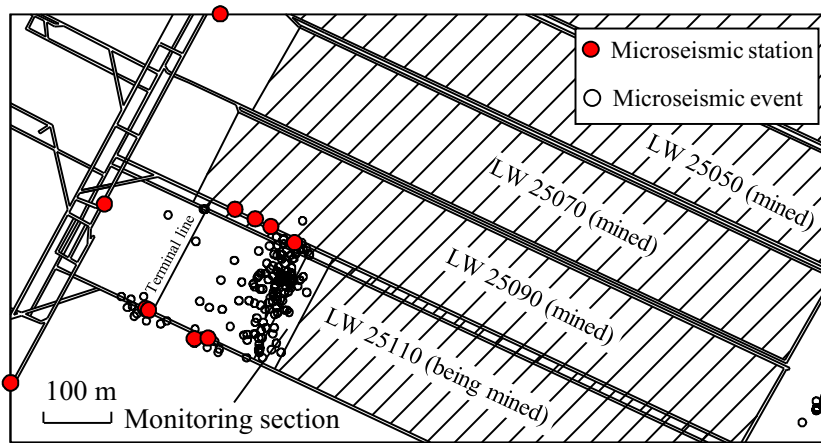 Microseismic station
Microseismic event
LW 25050 (mined)
LW 25070 (mined)
LW 25090 (mined)
LW 25110 (being mined)
Terminal line
100 m
Monitoring section